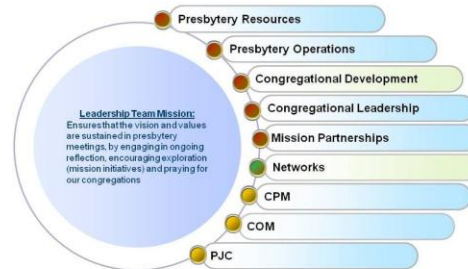 Presbytery Resources
Presbytery Operations
Congregational Development
Congregational Leadership
Mission Partnerships
Networks
CPM
COM
PJC
Leadership Team Mission:
Ensures that the vision and values
are sustained in presbytery
meetings, by engaging in ongoing
reflection, encouraging exploration
(mission initiatives) and praying for
our congregations